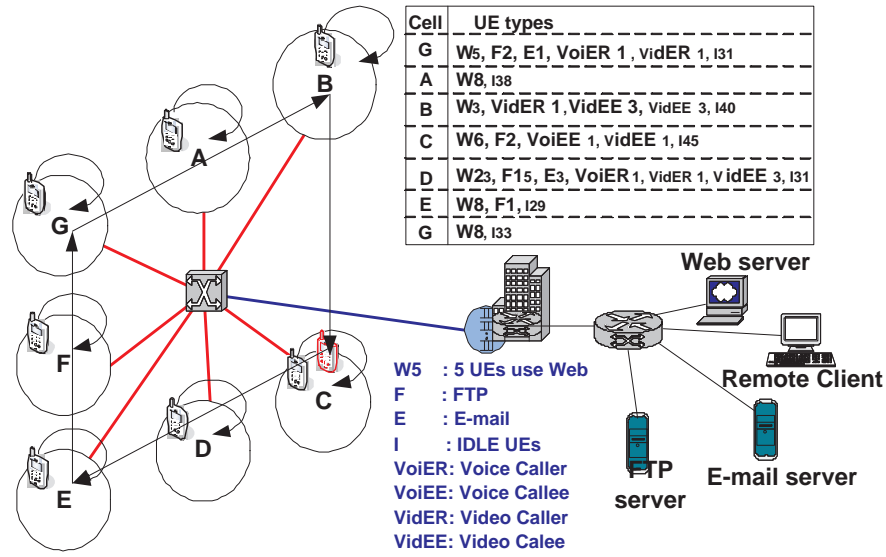 Cell UE types
G W5, F2, E1, VoiER 1, VidER 1, I31
A W8, I38
B W3, VidER 1,VidEE 3, VidEE 3, I40
C W6, F2, VoiEE 1, VidEE 1, I45
D W23, F15, E3, VoiER 1, VidER 1, VidEE 3, I31
E W8, F1, I29
G W8, I33
B
A
G
F
E
D
C
Web server
Remote Client
E-mail server
FTP
server
W5 : 5 UEs use Web
F : FTP
E : E-mail
I : IDLE UEs
VoiER: Voice Caller
VoiEE: Voice Callee
VidER: Video Caller
VidEE: Video Calee